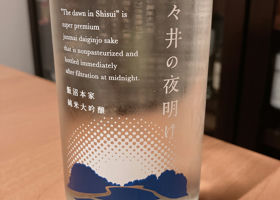 "The dawn in Shisui" is
super premium
junmai daiginjo sake
that is nonpasteurized and
bottled immediately
after filtration at midnight.
飯沼本家
純米大吟醸
々井の夜明け